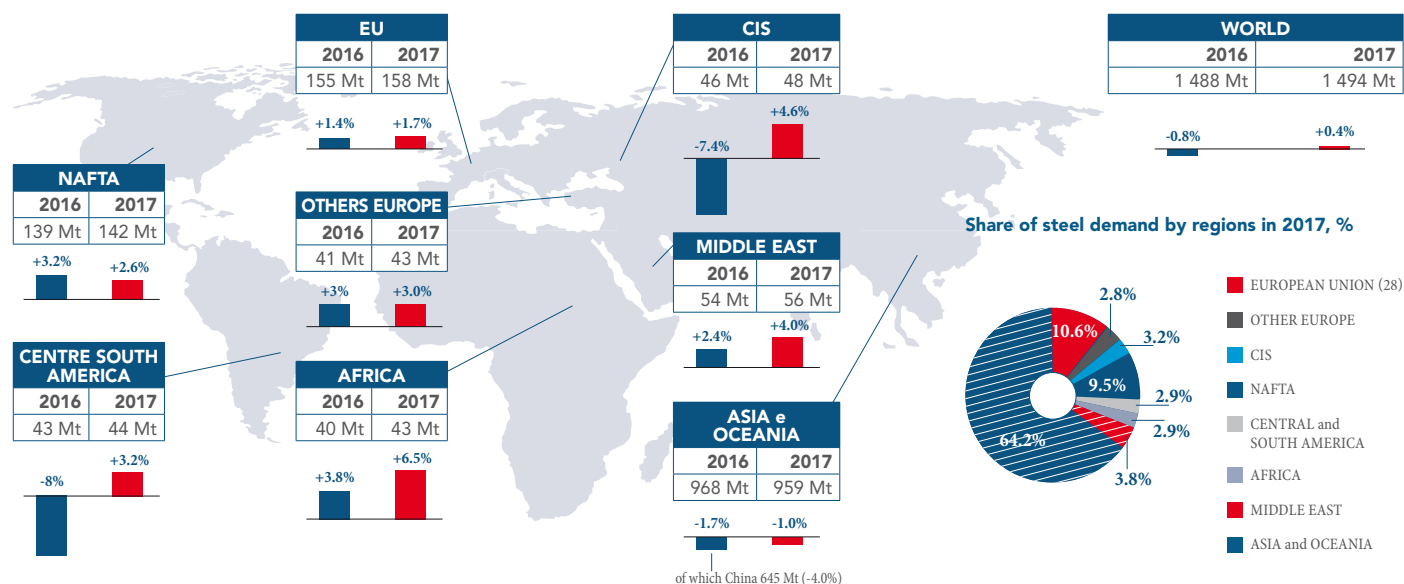 EU
2016 2017
155 Mt 158 Mt
+1.4% +1.7%
CIS
2016 2017
46 Mt 48 Mt
-7.4% +4.6%
WORLD
2016 2017
1 488 Mt 1 494 Mt
-0.8% +0.4%
NAFTA
2016 2017
139 Mt 142 Mt
+3.2% +2.6%
OTHERS EUROPE
2016 2017
41 Mt 43 Mt
+3% +3.0%
MIDDLE EAST
2016 2017
54 Mt 56 Mt
+2.4% +4.0%
CENTRE SOUTH
AMERICA
2016 2017
43 Mt 44 Mt
-8% +3.2%
AFRICA
2016 2017
40 Mt 43 Mt
+3.8% +6.5%
ASIA e
OCEANIA
2016 2017
968 Mt 959 Mt
-1.7% -1.0%
of which China 645 Mt (-4.0%)
Share of steel demand by regions in 2017, %
10.6%
2.8%
3.2%
9.5%
2.9%
2.9%
3.8%
64.2%
EUROPEAN UNION (28)
OTHER EUROPE
CIS
NAFTA
CENTRAL and
SOUTH AMERICA
AFRICA
MIDDLE EAST
ASIA and OCEANIA